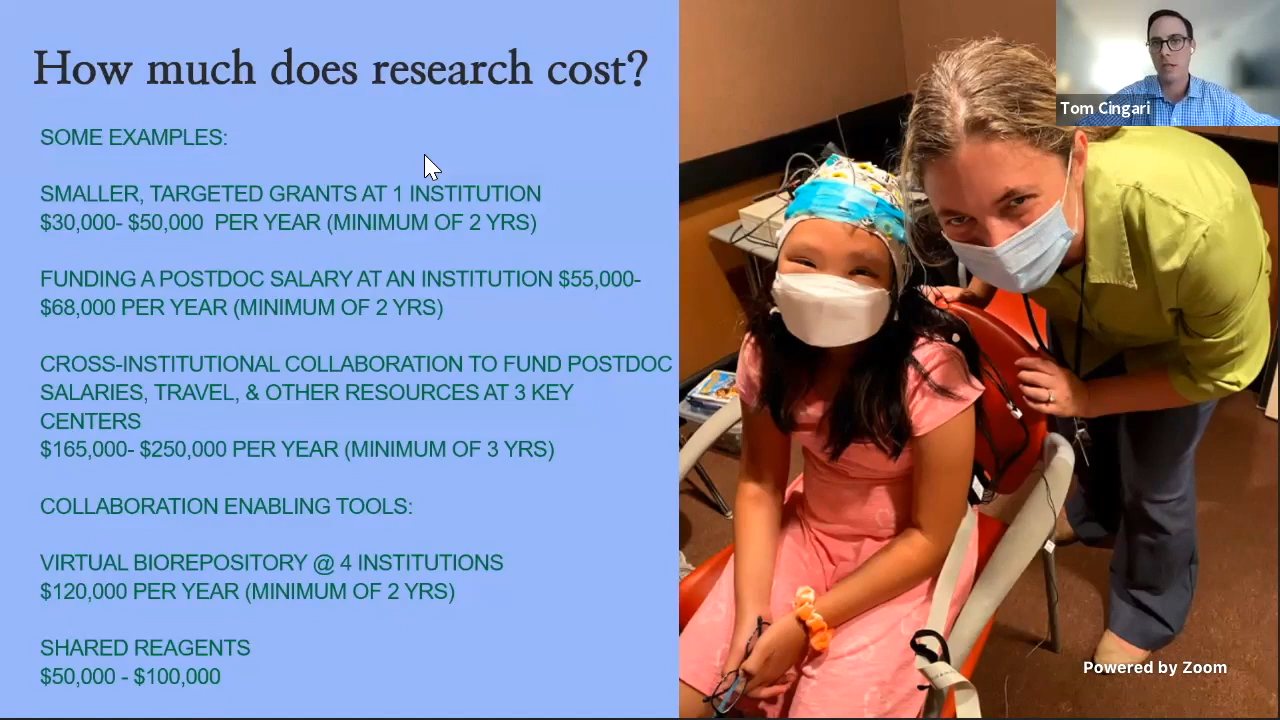 How much does research cost?
SOME EXAMPLES:
SMALLER, TARGETED GRANTS AT 1 INSTITUTION
$30,000- $50,000 PER YEAR (MINIMUM OF 2 YRS)
FUNDING A POSTDOC SALARY AT AN INSTITUTION $55,000-
$68,000 PER YEAR (MINIMUM OF 2 YRS)
CROSS-INSTITUTIONAL COLLABORATION TO FUND POSTDOC
SALARIES, TRAVEL, & OTHER RESOURCES AT 3 KEY
CENTERS
$165,000- $250,000 PER YEAR (MINIMUM OF 3 YRS)
COLLABORATION ENABLING TOOLS:
VIRTUAL BIOREPOSITORY @ 4 INSTITUTIONS
$120,000 PER YEAR (MINIMUM OF 2 YRS)
SHARED REAGENTS
$50,000 - $100,000
Tom Cingari
Powered by Zoom